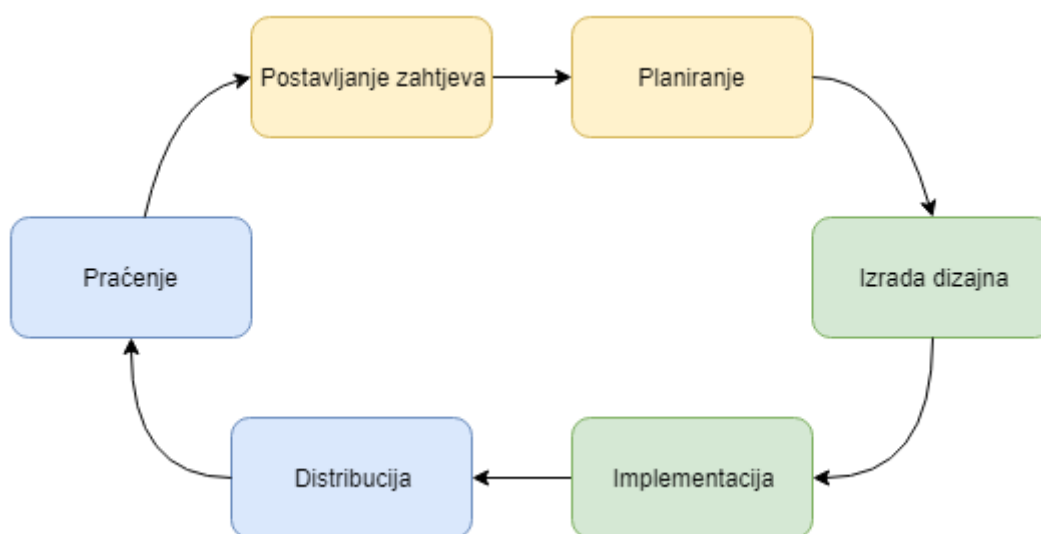 Postavljanje zahtjeva
Planiranje
Praćenje
Izrada dizajna
Distribucija
Implementacija